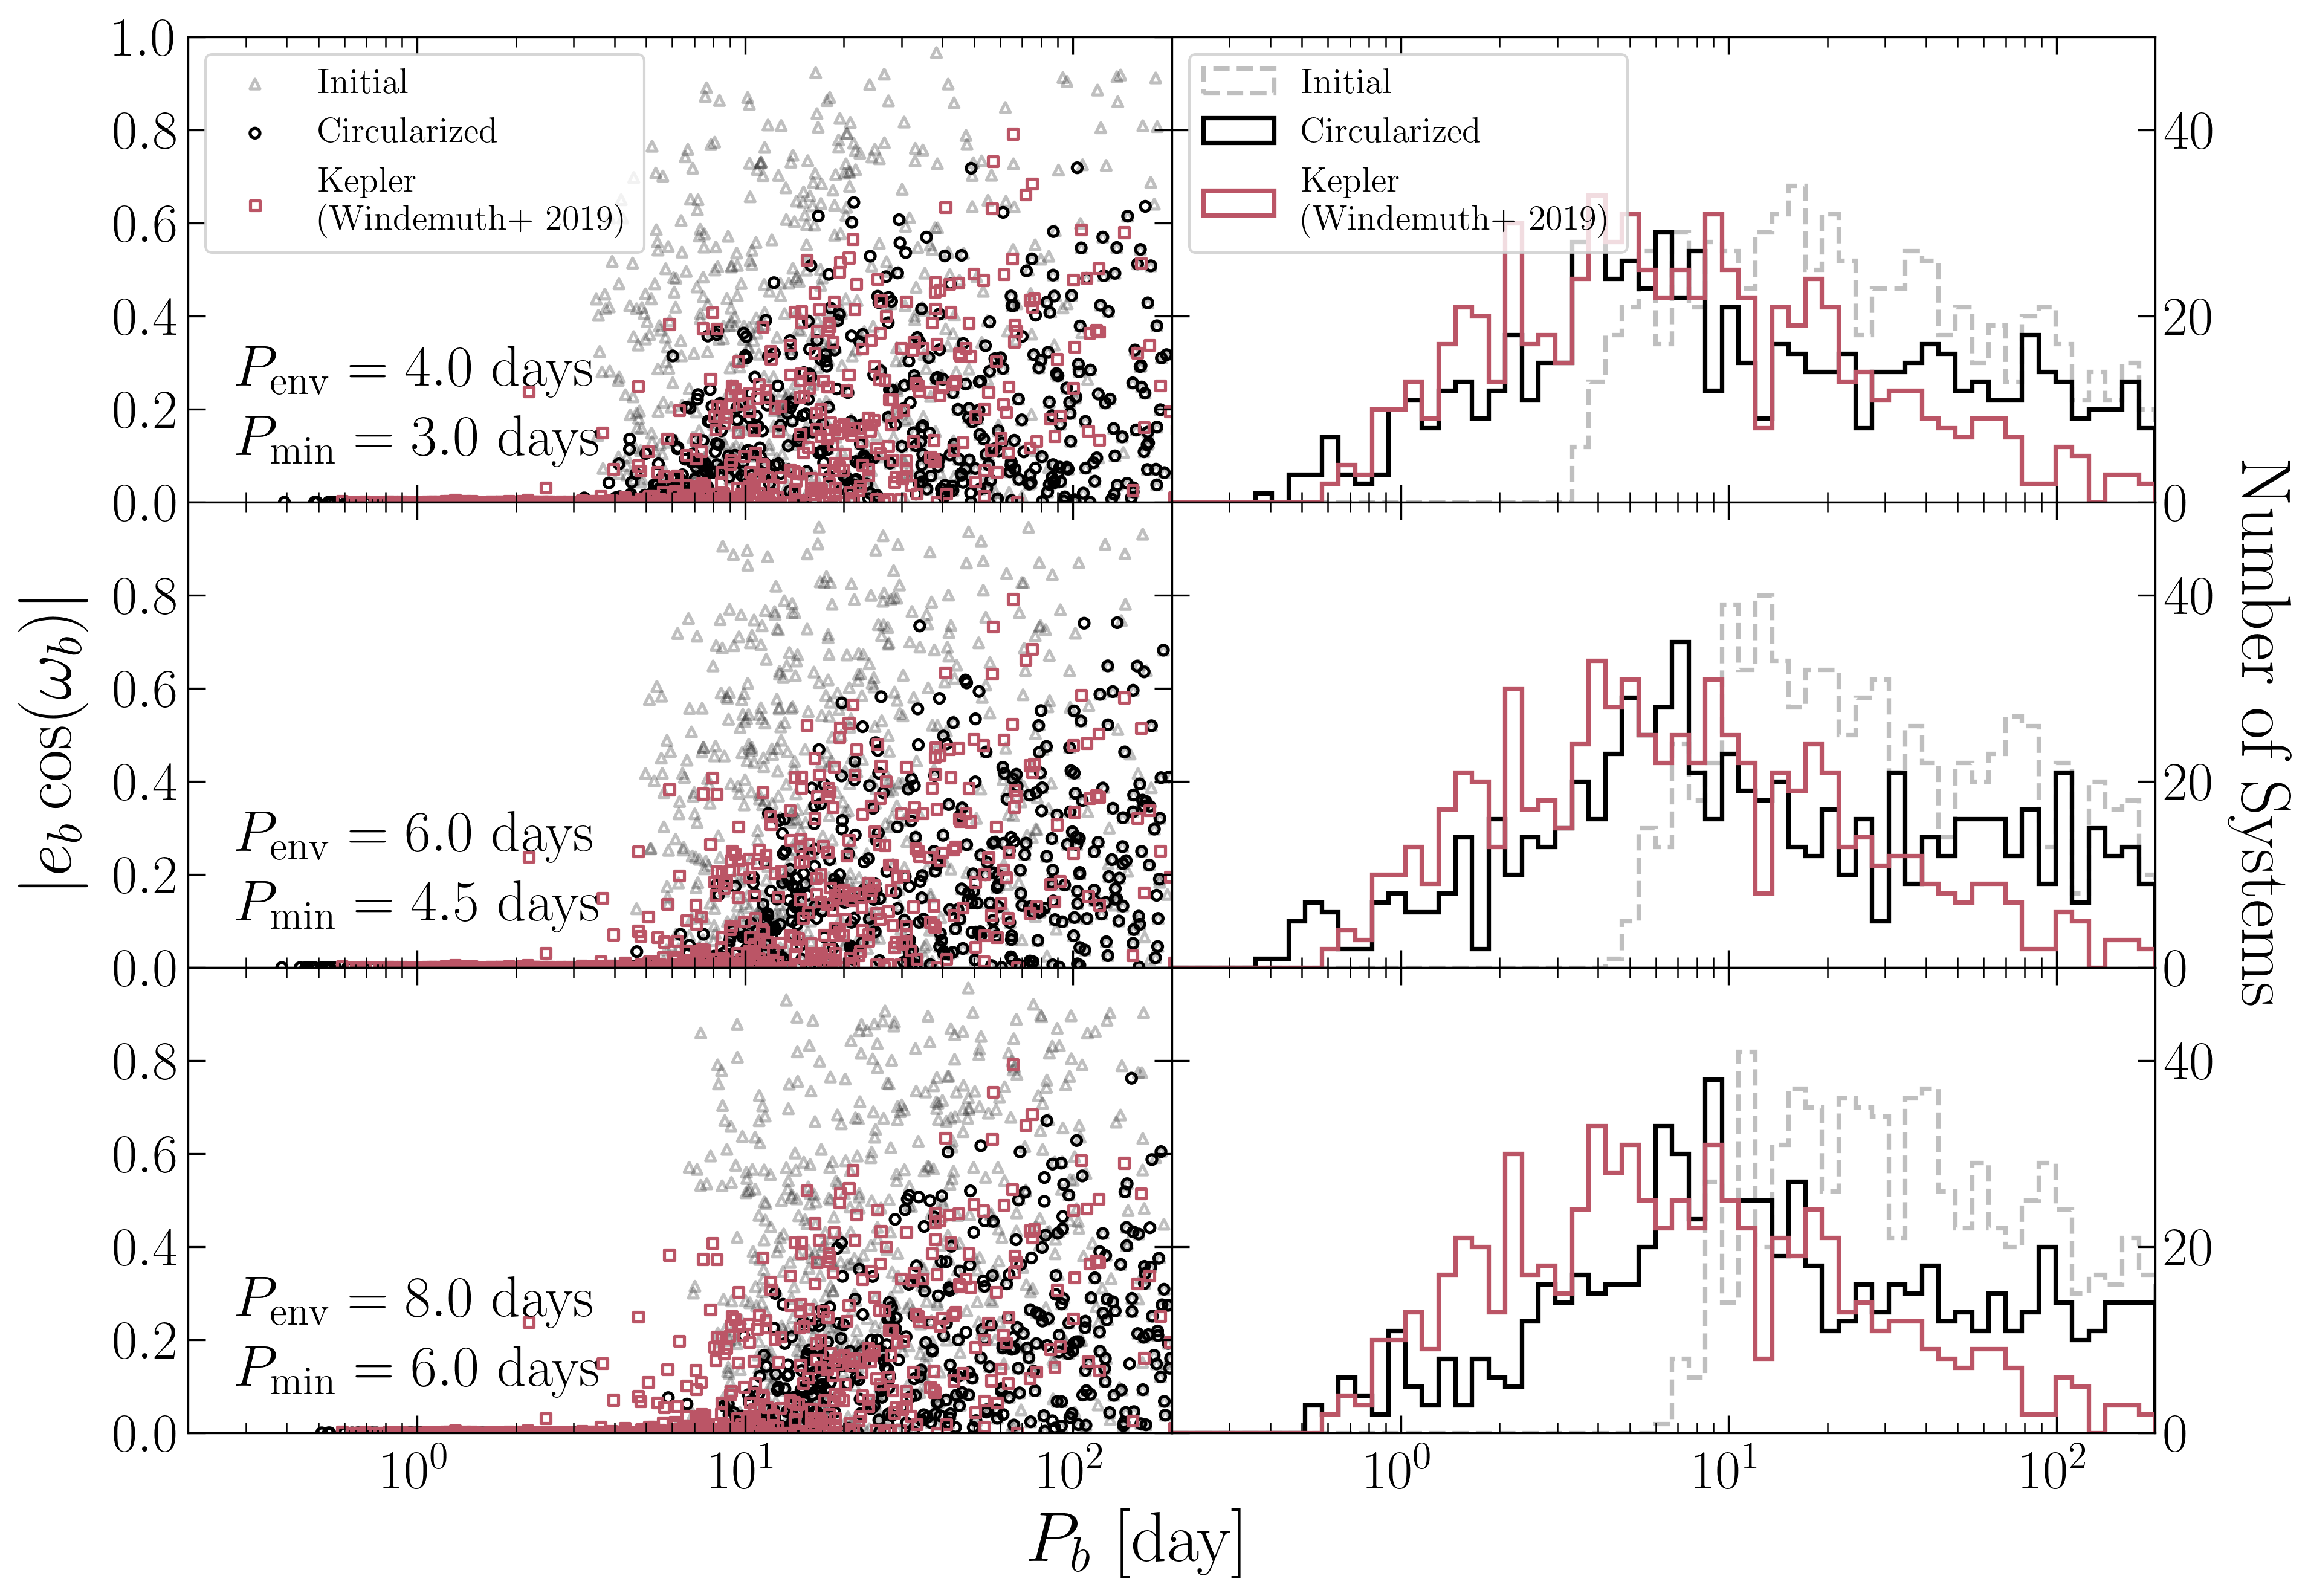 1.0
0.8
0.6
0.4
0.2
0.0
Initial
Circularized
Kepler
(Windemuth+ 2019)
P_env = 4.0 days
P_min = 3.0 days
Initial
Circularized
Kepler
(Windemuth+ 2019)
40
20
0
0.8
0.6
0.4
0.2
0.0
|e_b cos(ω_b)|
P_env = 6.0 days
P_min = 4.5 days
40
20
0
Number of Systems
0.8
0.6
0.4
0.2
0.0
P_env = 8.0 days
P_min = 6.0 days
40
20
0
10^0 10^1 10^2 10^0 10^1 10^2
P_b [day]